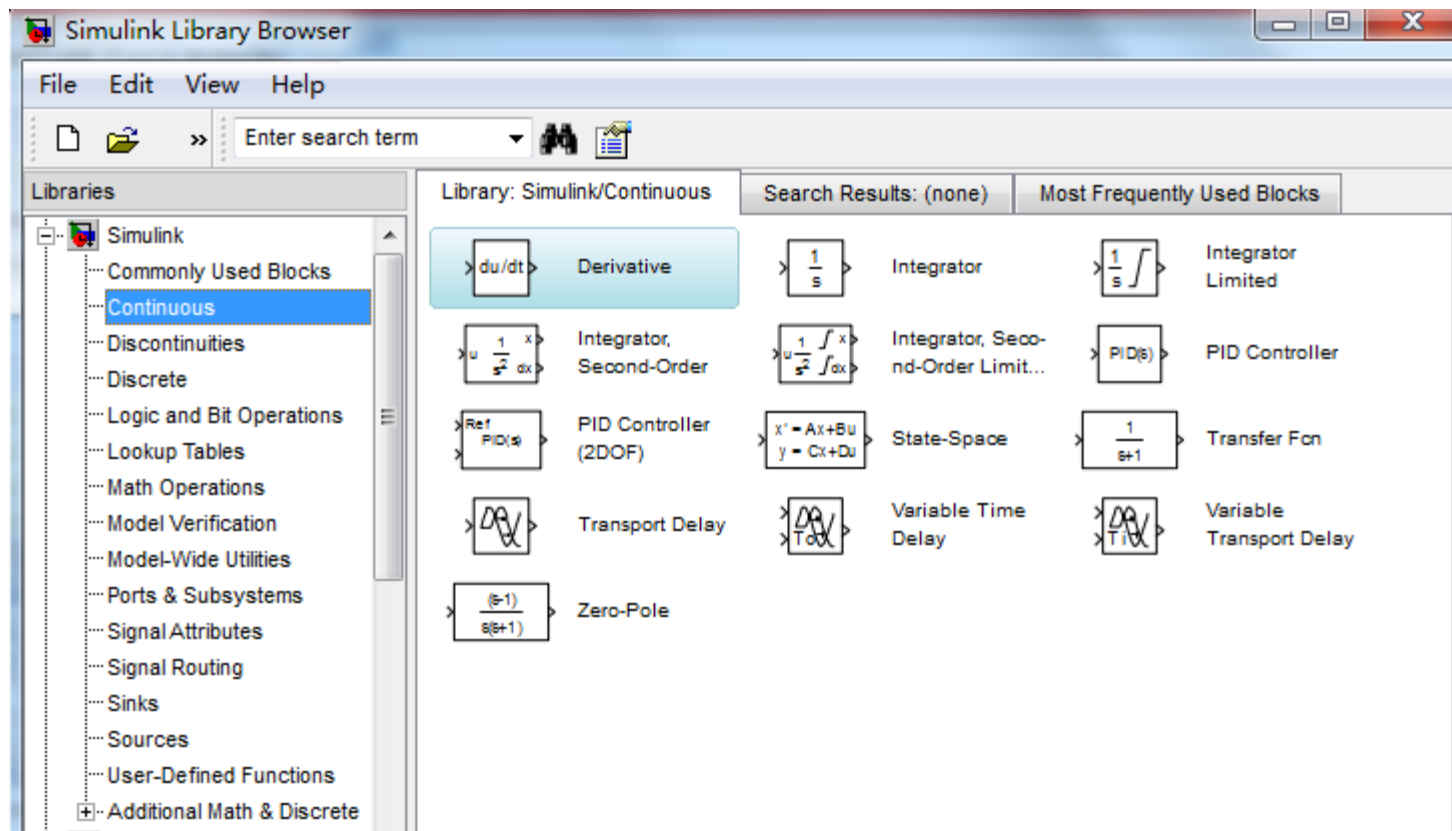 Simulink Library Browser
File Edit View Help
» Enter search term
Libraries
Simulink
Commonly Used Blocks
Continuous
Discontinuities
Discrete
Logic and Bit Operations
Lookup Tables
Math Operations
Model Verification
Model-Wide Utilities
Ports & Subsystems
Signal Attributes
Signal Routing
Sinks
Sources
User-Defined Functions
Additional Math & Discrete
Library: Simulink/Continuous Search Results: (none) Most Frequently Used Blocks
du/dt Derivative
1
s
Integrator
1
s
Integrator
Limited
u 1 x
s² dx
Integrator,
Second-Order
u 1 x
s² dx
Integrator, Seco-
nd-Order Limit...
PID(s) PID Controller
Ref
PID(s)
PID Controller
(2DOF)
x' = Ax+Bu
y = Cx+Du
State-Space
1
s+1
Transfer Fcn
Transport Delay
To
Variable Time
Delay
Ti
Variable
Transport Delay
(s-1)
s(s+1)
Zero-Pole